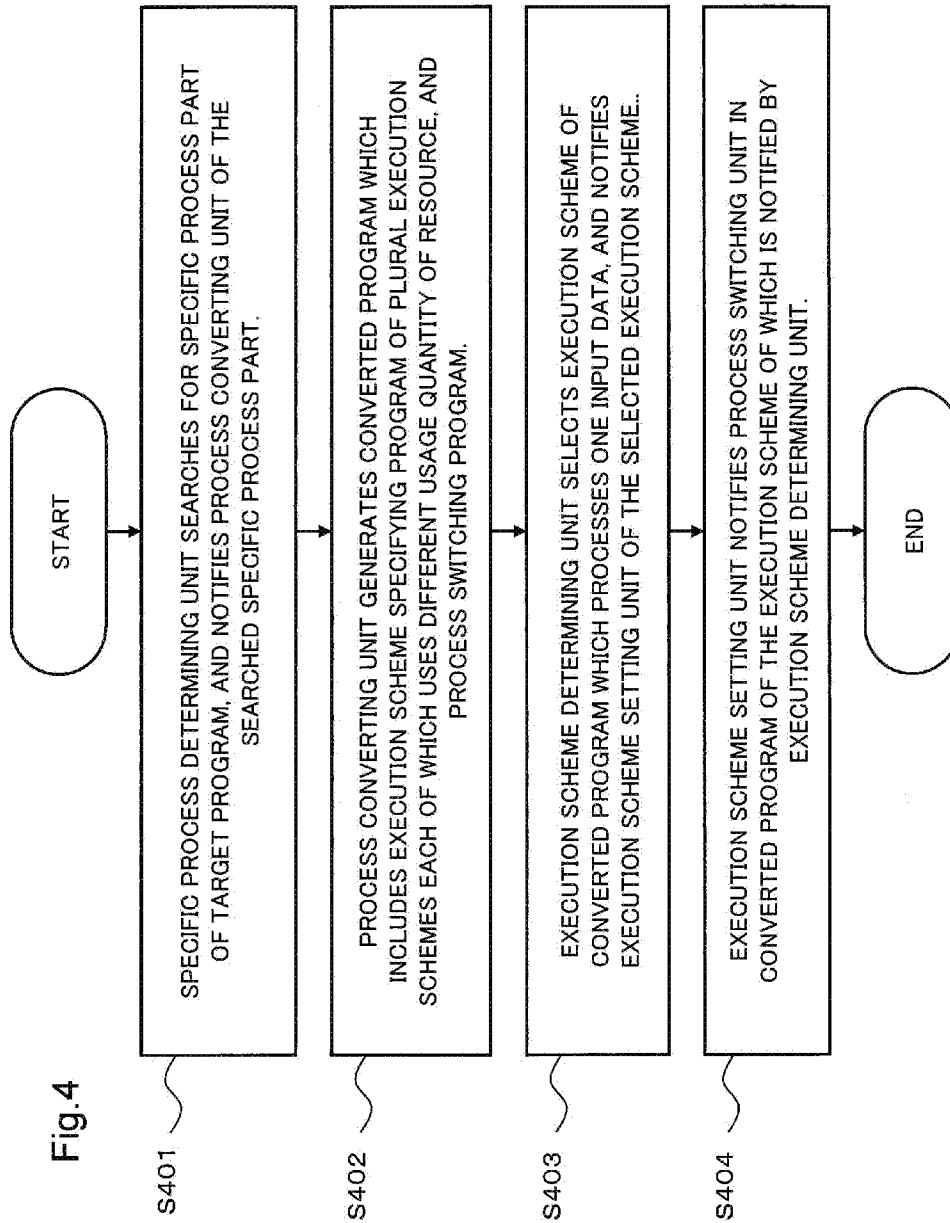 Fig.4
START
S401
SPECIFIC PROCESS DETERMINING UNIT SEARCHES FOR SPECIFIC PROCESS PART
OF TARGET PROGRAM, AND NOTIFIES PROCESS CONVERTING UNIT OF THE
SEARCHED SPECIFIC PROCESS PART.
S402
PROCESS CONVERTING UNIT GENERATES CONVERTED PROGRAM WHICH
INCLUDES EXECUTION SCHEME SPECIFYING PROGRAM OF PLURAL EXECUTION
SCHEMES EACH OF WHICH USES DIFFERENT USAGE QUANTITY OF RESOURCE, AND
PROCESS SWITCHING PROGRAM.
S403
EXECUTION SCHEME DETERMINING UNIT SELECTS EXECUTION SCHEME OF
CONVERTED PROGRAM WHICH PROCESSES ONE INPUT DATA, AND NOTIFIES
EXECUTION SCHEME SETTING UNIT OF THE SELECTED EXECUTION SCHEME..
S404
EXECUTION SCHEME SETTING UNIT NOTIFIES PROCESS SWITCHING UNIT IN
CONVERTED PROGRAM OF THE EXECUTION SCHEME OF WHICH IS NOTIFIED BY
EXECUTION SCHEME DETERMINING UNIT.
END